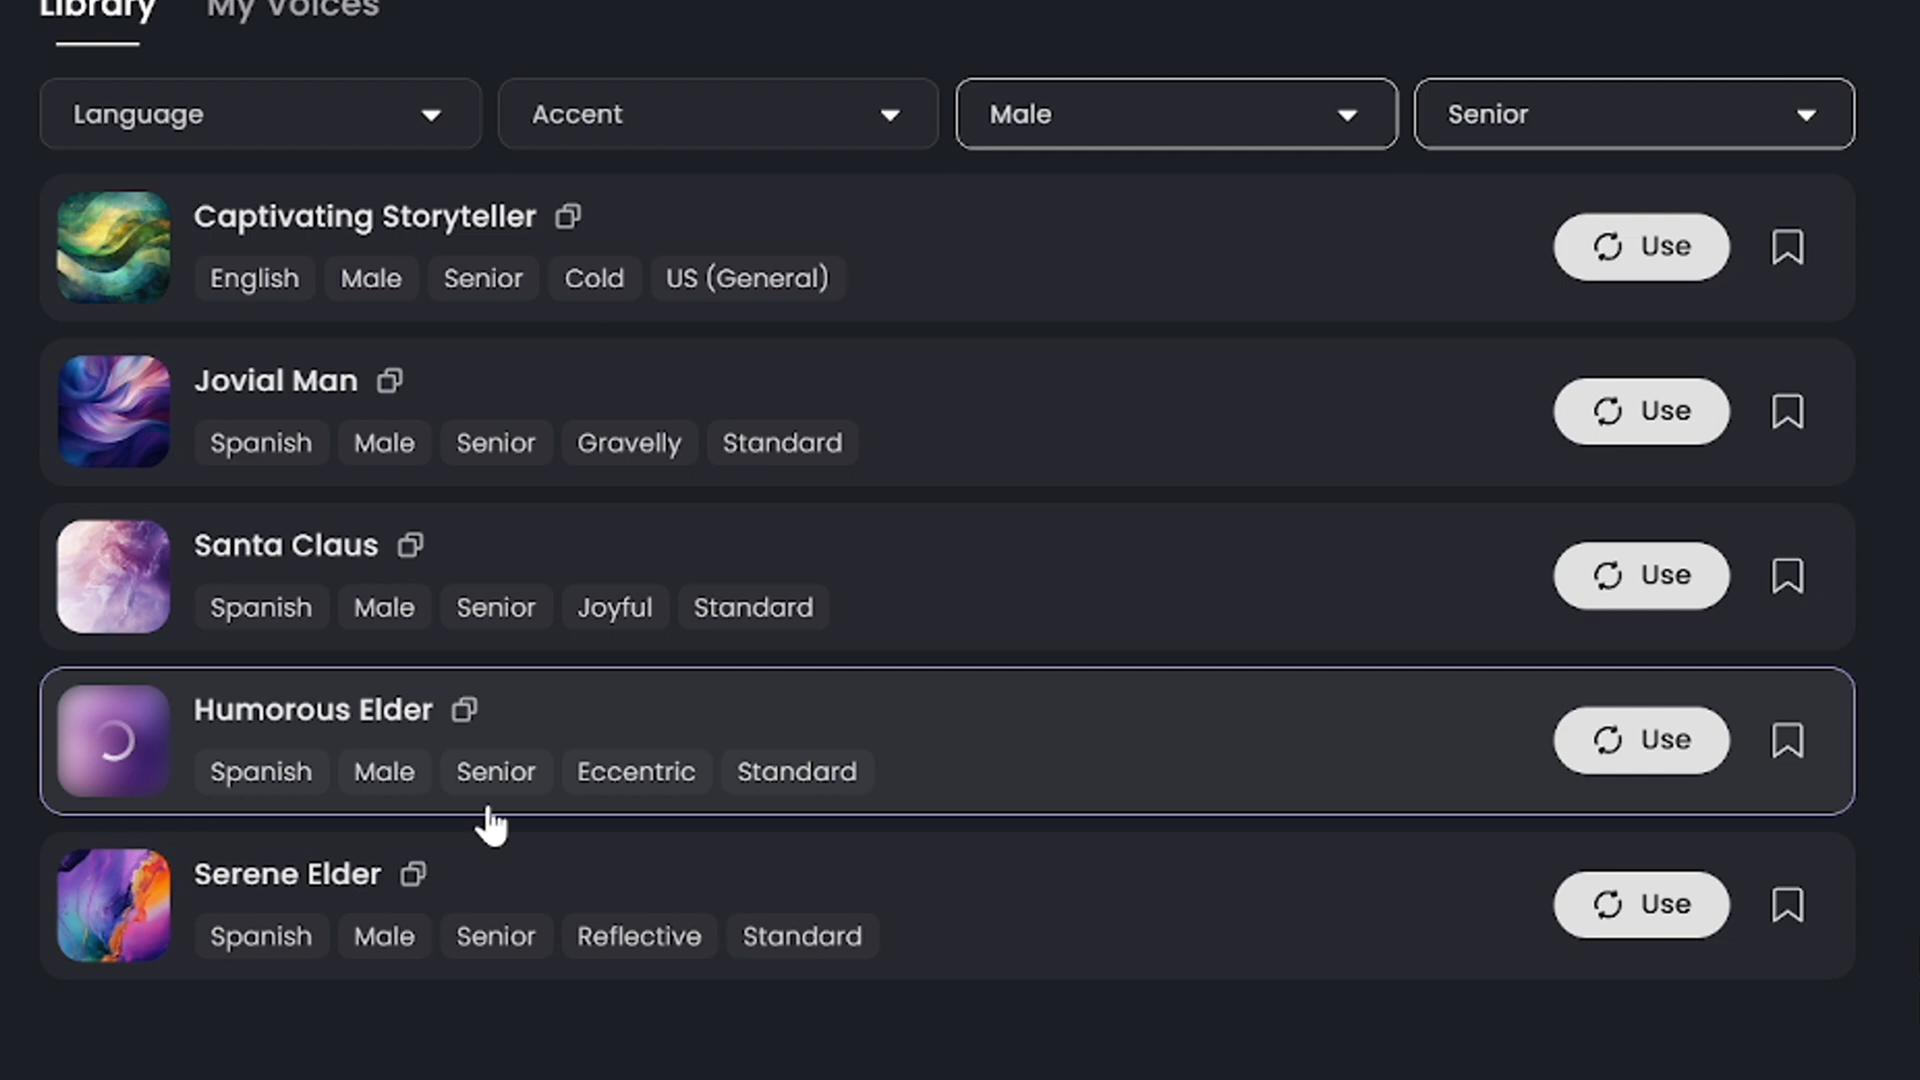 Library My Voices
Language Accent Male Senior
Captivating Storyteller
English Male Senior Cold US (General)
Use
Jovial Man
Spanish Male Senior Gravelly Standard
Use
Santa Claus
Spanish Male Senior Joyful Standard
Use
Humorous Elder
Spanish Male Senior Eccentric Standard
Use
Serene Elder
Spanish Male Senior Reflective Standard
Use